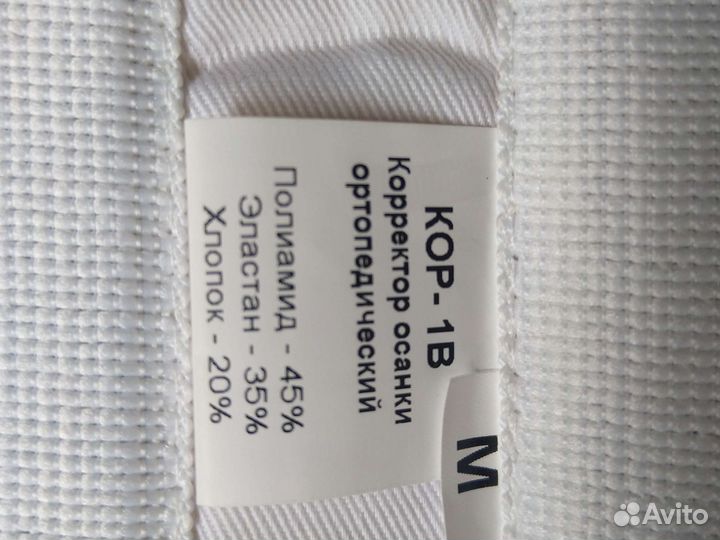 КОР-1В
Корректор осанки
ортопедический
Полиамид - 45%
Эластан - 35%
Хлопок - 20%
M
Avito